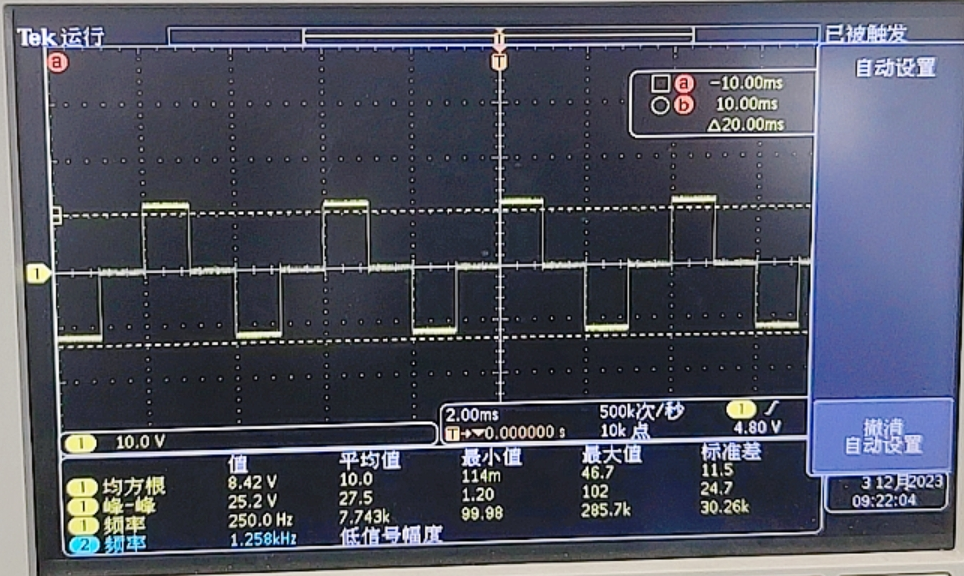 Tek 运行
已被触发
T
a
T
自动设置
a -10.00ms
b 10.00ms
△20.00ms
1
2.00ms 500k次/秒 1
T→▼0.000000 s 10k 点 4.80 V
1 10.0 V
撤消
自动设置
值 平均值 最小值 最大值 标准差
1 均方根 8.42 V 10.0 114m 46.7 11.5
1 峰-峰 25.2 V 27.5 1.20 102 24.7
1 频率 250.0 Hz 7.743k 99.98 285.7k 30.26k
2 频率 1.258kHz 低信号幅度
3 12月2023
09:22:04